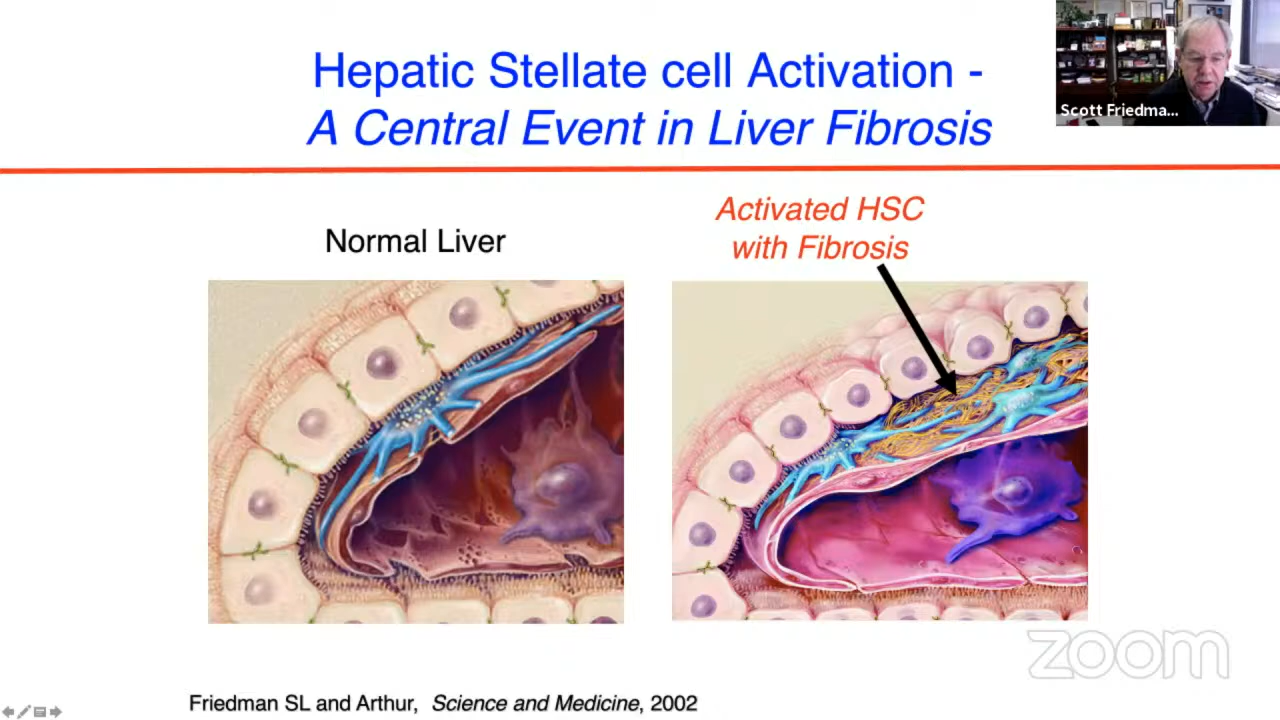 Hepatic Stellate cell Activation -
A Central Event in Liver Fibrosis
Scott Friedma...
Normal Liver
Activated HSC
with Fibrosis
zoom
Friedman SL and Arthur, Science and Medicine, 2002